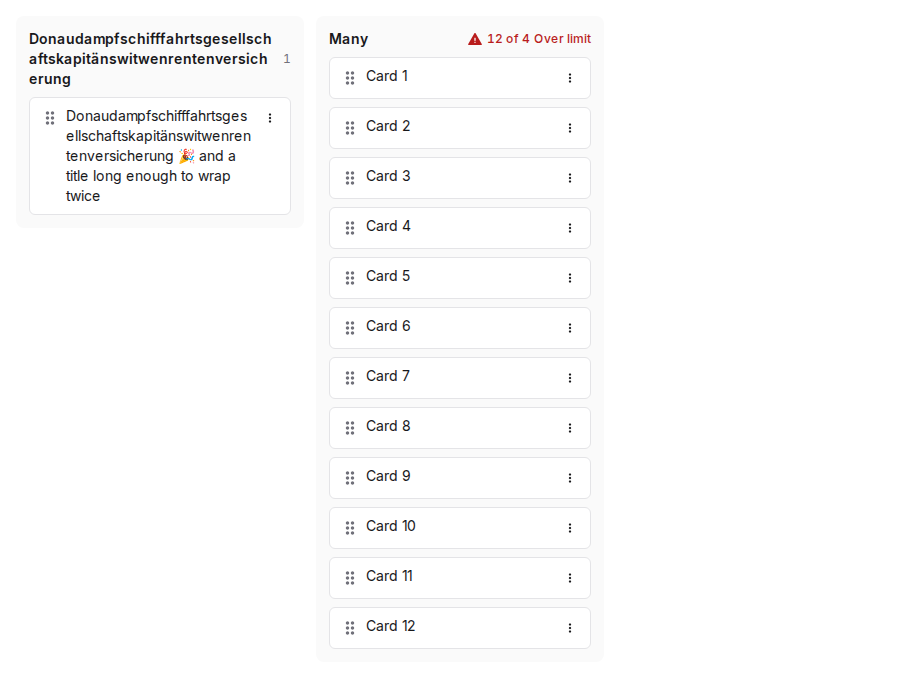 Donaudampfschifffahrtsgesellsch
aftskapitänswitwenrentenversich
erung
1
Donaudampfschifffahrtsges
ellschaftskapitänswitwenren
tenversicherung 🎉 and a
title long enough to wrap
twice
Many
12 of 4 Over limit
Card 1
Card 2
Card 3
Card 4
Card 5
Card 6
Card 7
Card 8
Card 9
Card 10
Card 11
Card 12